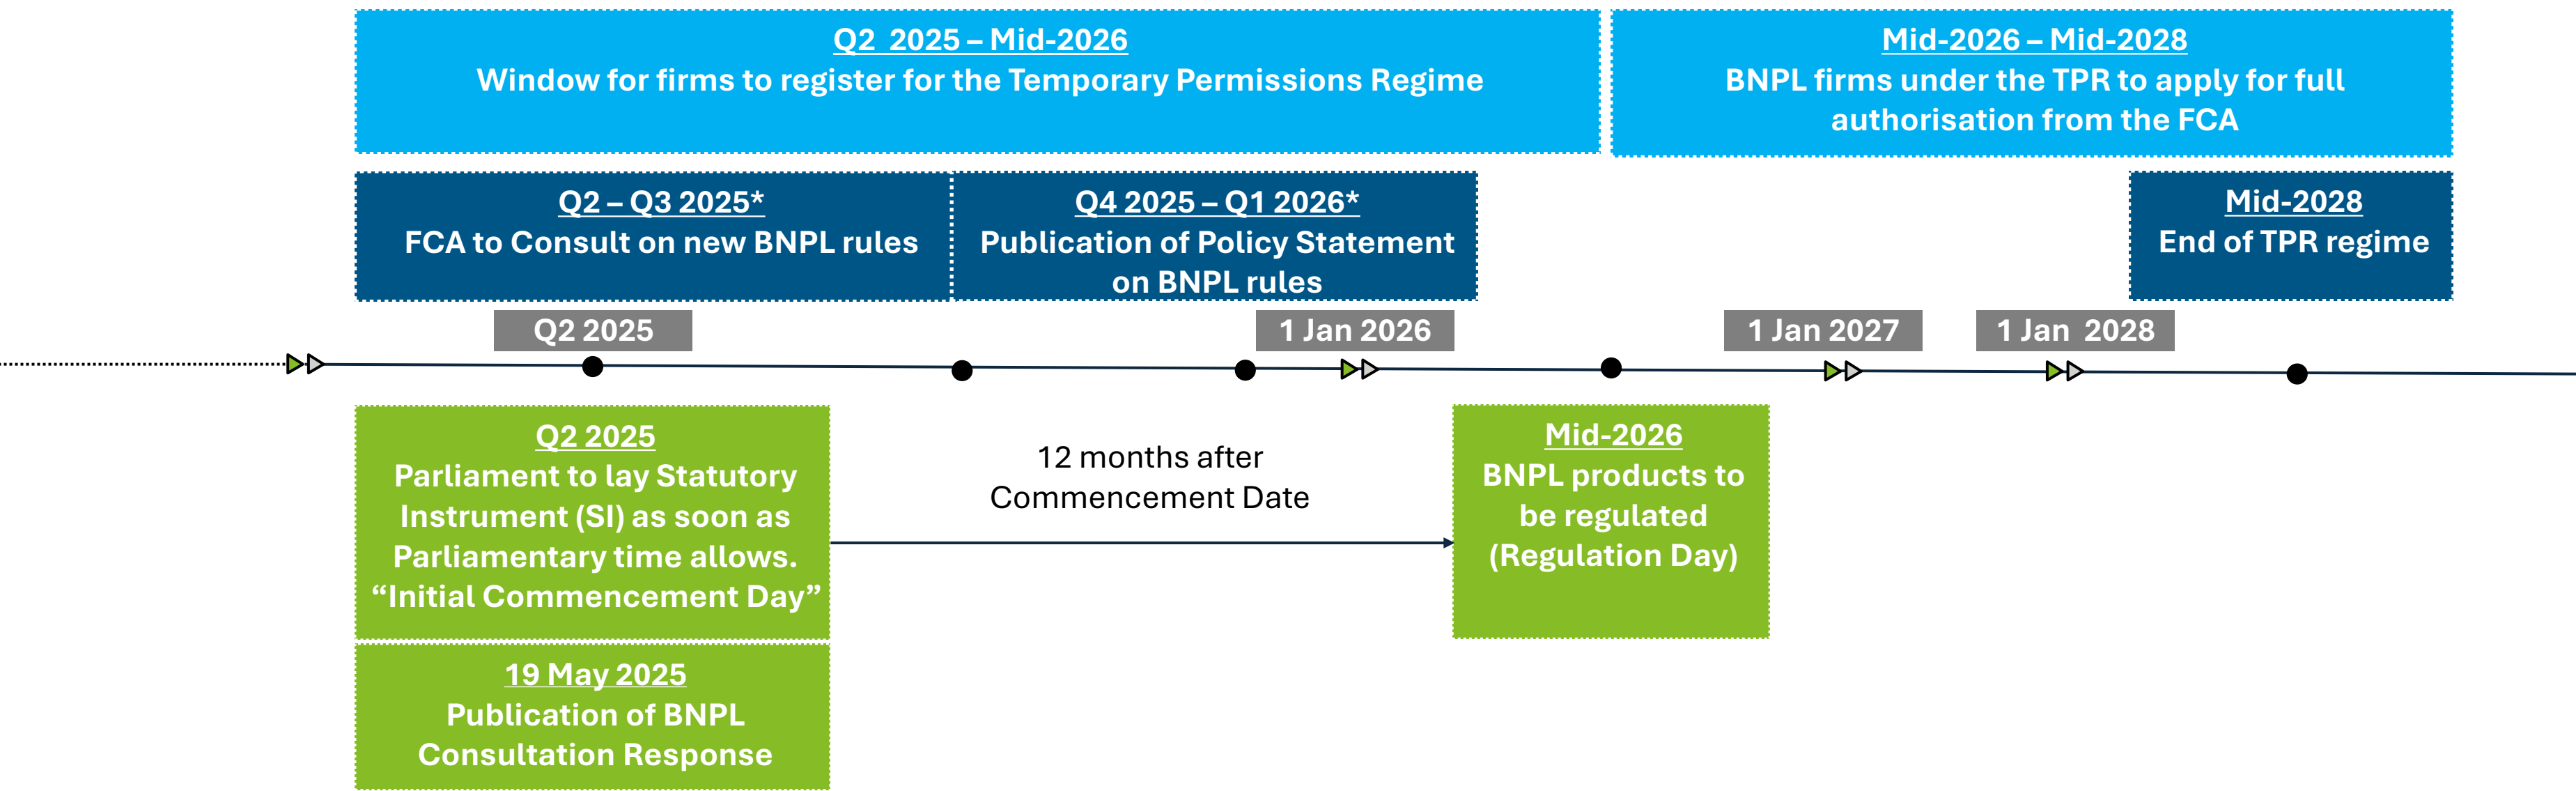 Q2 2025 – Mid-2026
Window for firms to register for the Temporary Permissions Regime
Mid-2026 – Mid-2028
BNPL firms under the TPR to apply for full
authorisation from the FCA
Q2 – Q3 2025*
FCA to Consult on new BNPL rules
Q4 2025 – Q1 2026*
Publication of Policy Statement
on BNPL rules
Mid-2028
End of TPR regime
Q2 2025
1 Jan 2026
1 Jan 2027
1 Jan 2028
Q2 2025
Parliament to lay Statutory
Instrument (SI) as soon as
Parliamentary time allows.
“Initial Commencement Day”
12 months after
Commencement Date
Mid-2026
BNPL products to
be regulated
(Regulation Day)
19 May 2025
Publication of BNPL
Consultation Response